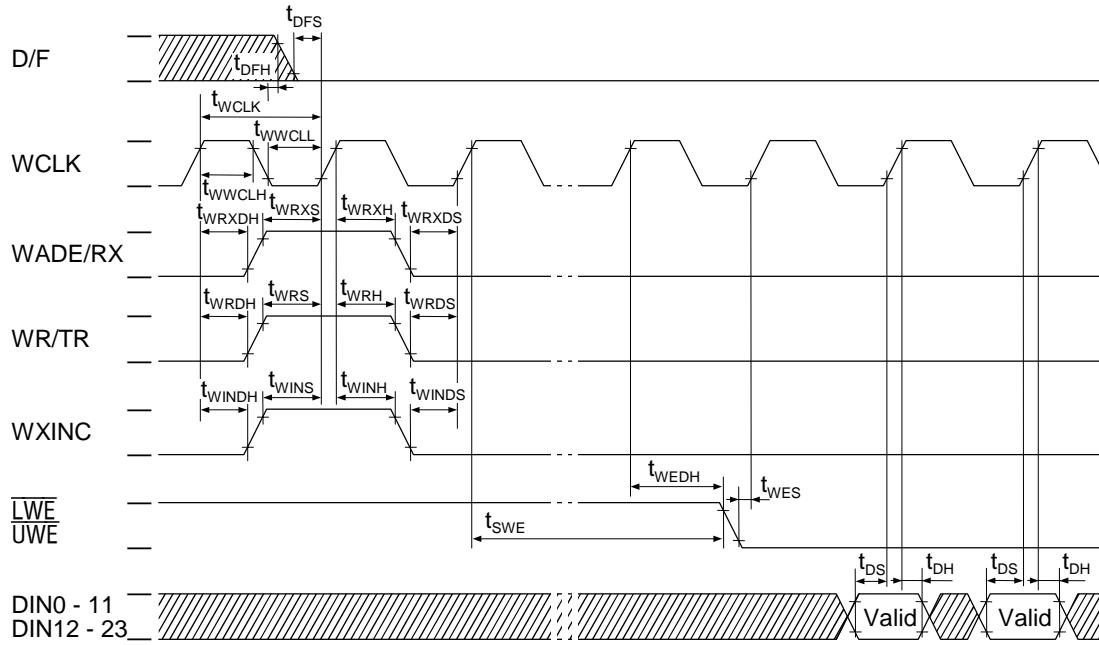 tDFS
D/F
tDFH
tWCLK
tWWCLL
WCLK
tWWCLH
tWRXDH tWRXS tWRXH tWRXDS
WADE/RX
tWRDH tWRS tWRH tWRDS
WR/TR
tWINDH tWINS tWINH tWINDS
WXINC
tWEDH
tWES
LWE
UWE
tSWE
tDS tDH tDS tDH
DIN0 - 11
DIN12 - 23
Valid Valid